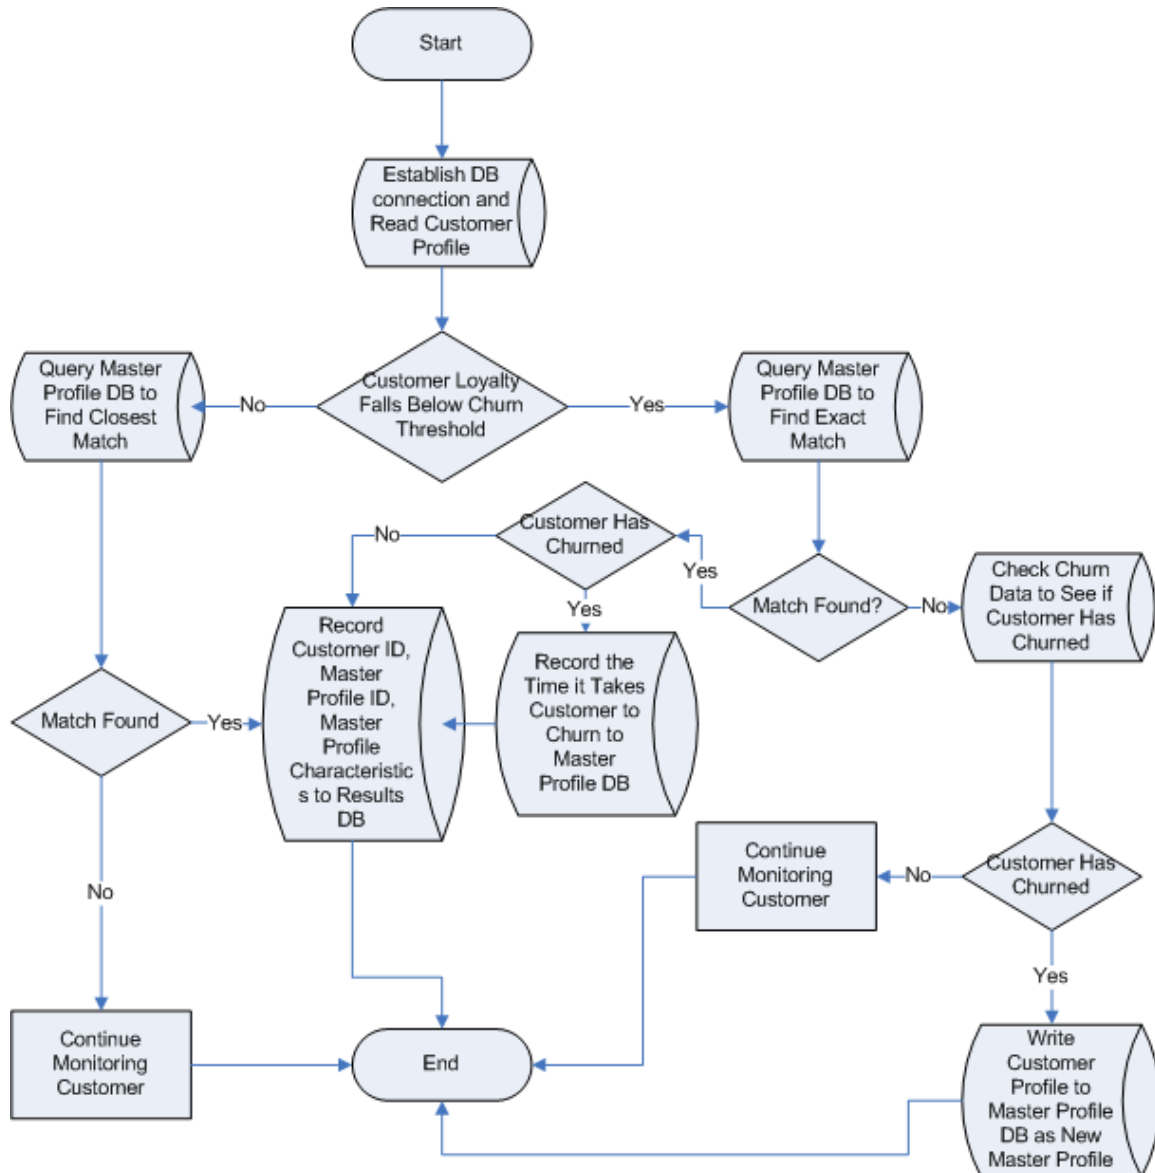 Start
Establish DB
connection and
Read Customer
Profile
Query Master
Profile DB to
Find Closest
Match
No
Customer Loyalty
Falls Below Churn
Threshold
Yes
Query Master
Profile DB to
Find Exact
Match
No
Customer Has
Churned
Yes
Yes
Match Found?
No
Check Churn
Data to See if
Customer Has
Churned
Record
Customer ID,
Master
Profile ID,
Master
Profile
Characteristic
s to Results
DB
Record the
Time it Takes
Customer to
Churn to
Master
Profile DB
Match Found
Yes
No
Continue
Monitoring
Customer
No
Customer Has
Churned
Yes
Continue
Monitoring
Customer
End
Write
Customer
Profile to
Master Profile
DB as New
Master Profile